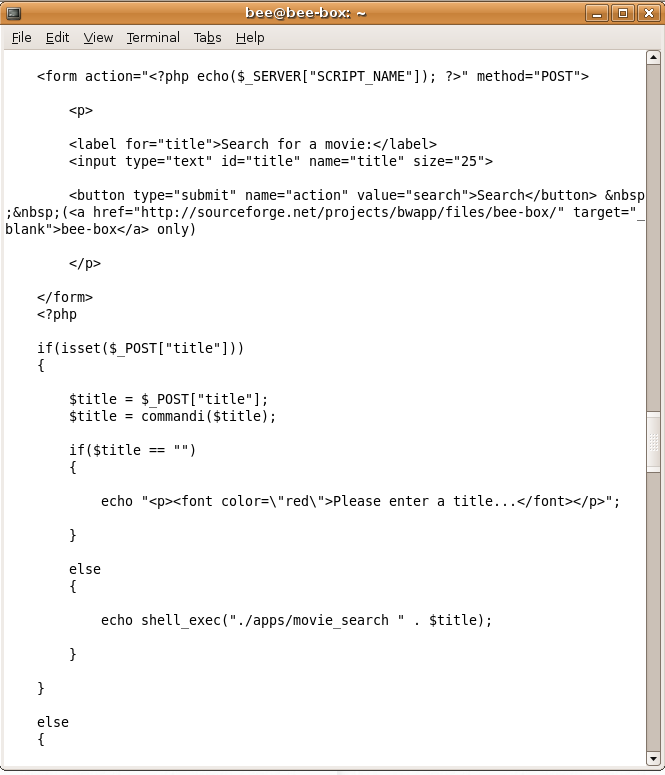 bee@bee-box: ~
File Edit View Terminal Tabs Help
<form action="<?php echo($_SERVER["SCRIPT_NAME"]); ?>" method="POST">
<p>
<label for="title">Search for a movie:</label>
<input type="text" id="title" name="title" size="25">
<button type="submit" name="action" value="search">Search</button> &nbsp
;&nbsp;(<a href="http://sourceforge.net/projects/bwapp/files/bee-box/" target="_
blank">bee-box</a> only)
</p>
</form>
<?php
if(isset($_POST["title"]))
{
$title = $_POST["title"];
$title = commandi($title);
if($title == "")
{
echo "<p><font color=\"red\">Please enter a title...</font></p>";
}
else
{
echo shell_exec("./apps/movie_search " . $title);
}
}
else
{